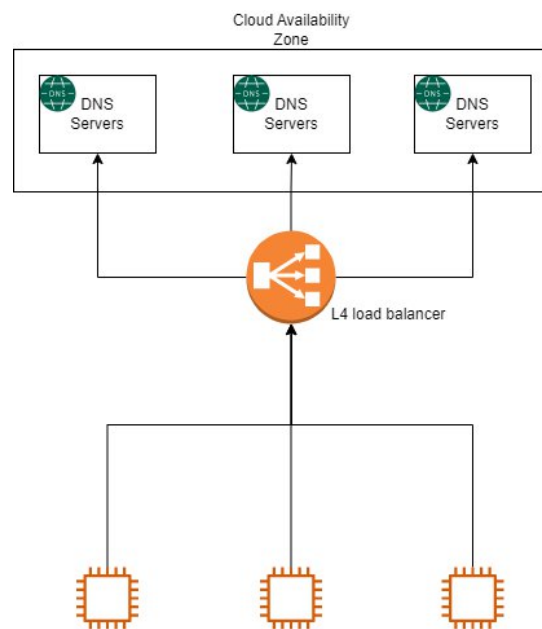 Cloud Availability
Zone
DNS
DNS
Servers
DNS
DNS
Servers
DNS
DNS
Servers
L4 load balancer